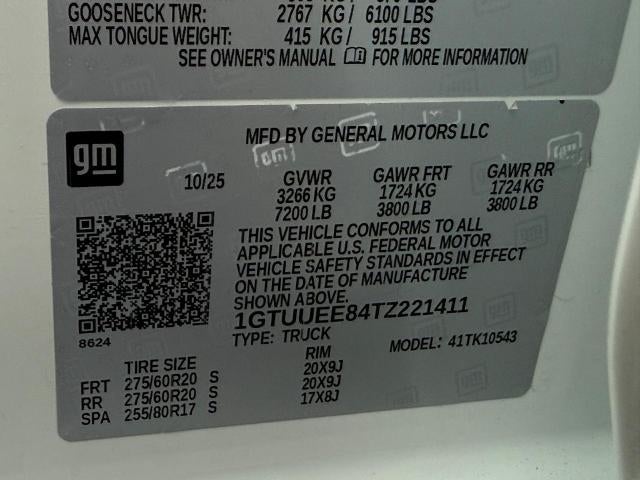 GOOSENECK TWR: 2767 KG / 6100 LBS
MAX TONGUE WEIGHT: 415 KG / 915 LBS
SEE OWNER'S MANUAL FOR MORE INFORMATION
gm
MFD BY GENERAL MOTORS LLC
10/25 GVWR GAWR FRT GAWR RR
3266 KG 1724 KG 1724 KG
7200 LB 3800 LB 3800 LB
THIS VEHICLE CONFORMS TO ALL
APPLICABLE U.S. FEDERAL MOTOR
VEHICLE SAFETY STANDARDS IN EFFECT
ON THE DATE OF MANUFACTURE
SHOWN ABOVE.
1GTUUEE84TZ221411
8624
TYPE: TRUCK MODEL: 41TK10543
TIRE SIZE RIM
FRT 275/60R20 S 20X9J
RR 275/60R20 S 20X9J
SPA 255/80R17 S 17X8J